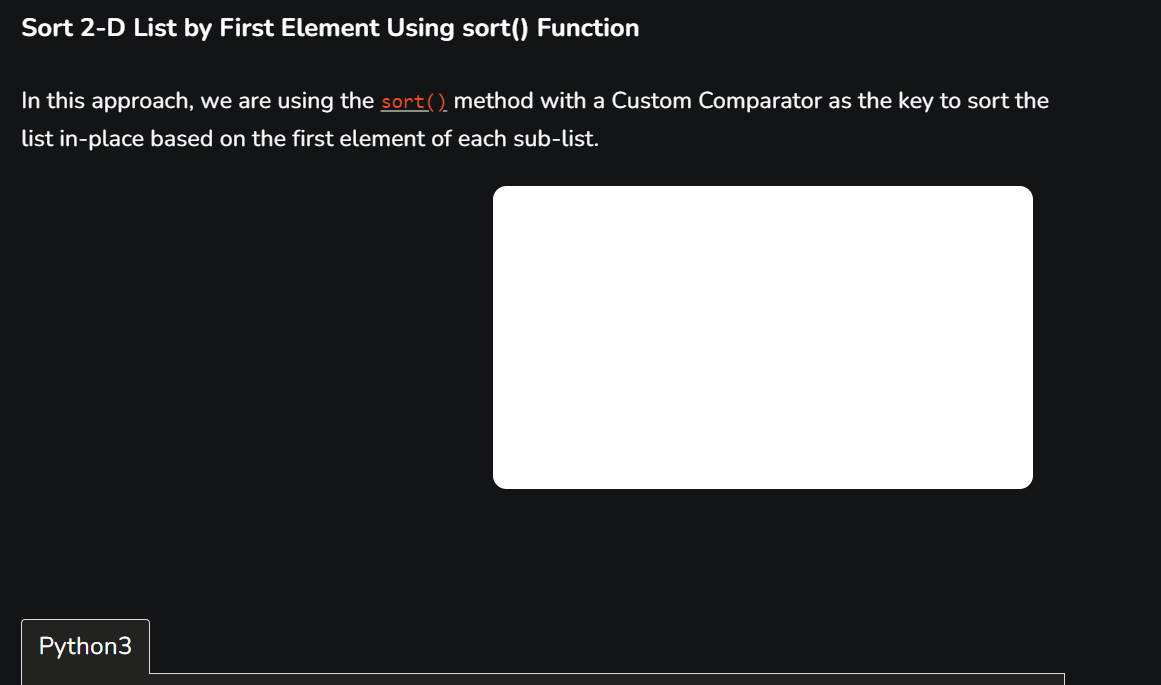 Sort 2-D List by First Element Using sort() Function
In this approach, we are using the sort() method with a Custom Comparator as the key to sort the
list in-place based on the first element of each sub-list.
Python3